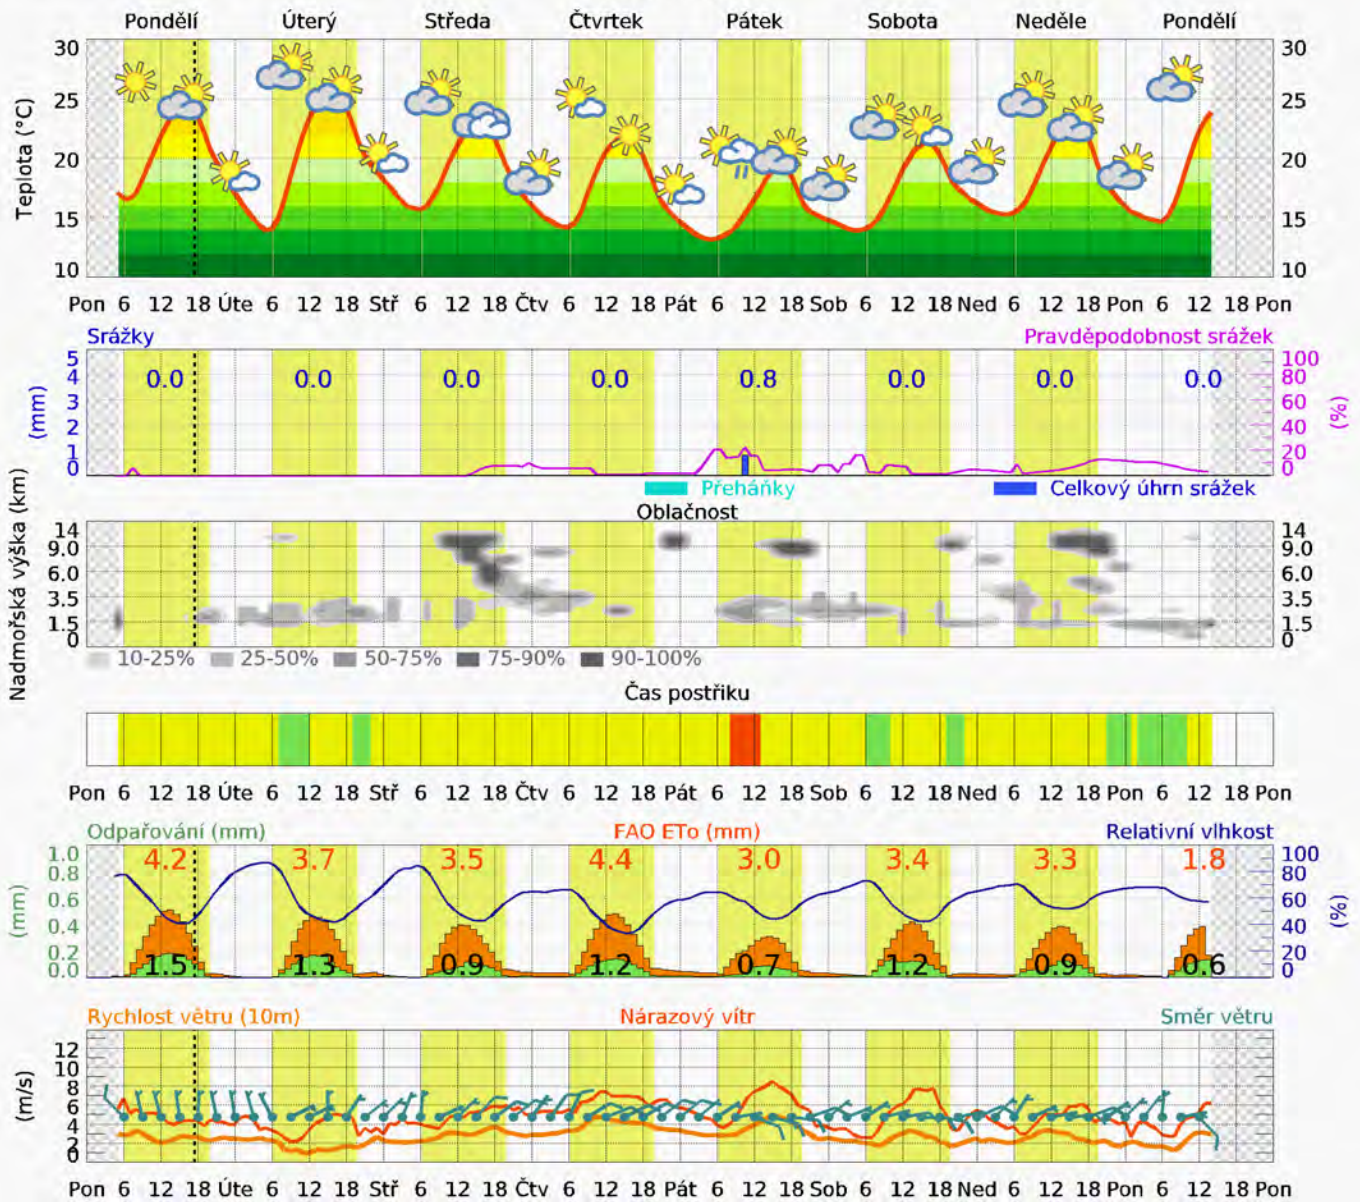 Pondělí Úterý Středa Čtvrtek Pátek Sobota Neděle Pondělí
Teplota (°C)
30 30
25 25
20 20
15 15
10 10
Pon 6 12 18 Úte 6 12 18 Stř 6 12 18 Čtv 6 12 18 Pát 6 12 18 Sob 6 12 18 Ned 6 12 18 Pon 6 12 18 Pon
Srážky Pravděpodobnost srážek
(mm) (%)
5 100
4 0.0 0.0 0.0 0.0 0.8 0.0 0.0 0.0 80
3 60
2 40
1 20
0 0
Přeháňky Celkový úhrn srážek
Oblačnost
Nadmořská výška (km)
14 14
9.0 9.0
6.0 6.0
3.5 3.5
1.5 1.5
0 0
10-25% 25-50% 50-75% 75-90% 90-100%
Čas postřiku
Pon 6 12 18 Úte 6 12 18 Stř 6 12 18 Čtv 6 12 18 Pát 6 12 18 Sob 6 12 18 Ned 6 12 18 Pon 6 12 18 Pon
Odpařování (mm) FAO ETo (mm) Relativní vlhkost
(mm) (%)
1.0 4.2 3.7 3.5 4.4 3.0 3.4 3.3 1.8 100
0.8 80
0.6 60
0.4 40
0.2 20
0.0 1.5 1.3 0.9 1.2 0.7 1.2 0.9 0.6 0
Rychlost větru (10m) Nárazový vítr Směr větru
(m/s)
12
10
8
6
4
2
0
Pon 6 12 18 Úte 6 12 18 Stř 6 12 18 Čtv 6 12 18 Pát 6 12 18 Sob 6 12 18 Ned 6 12 18 Pon 6 12 18 Pon